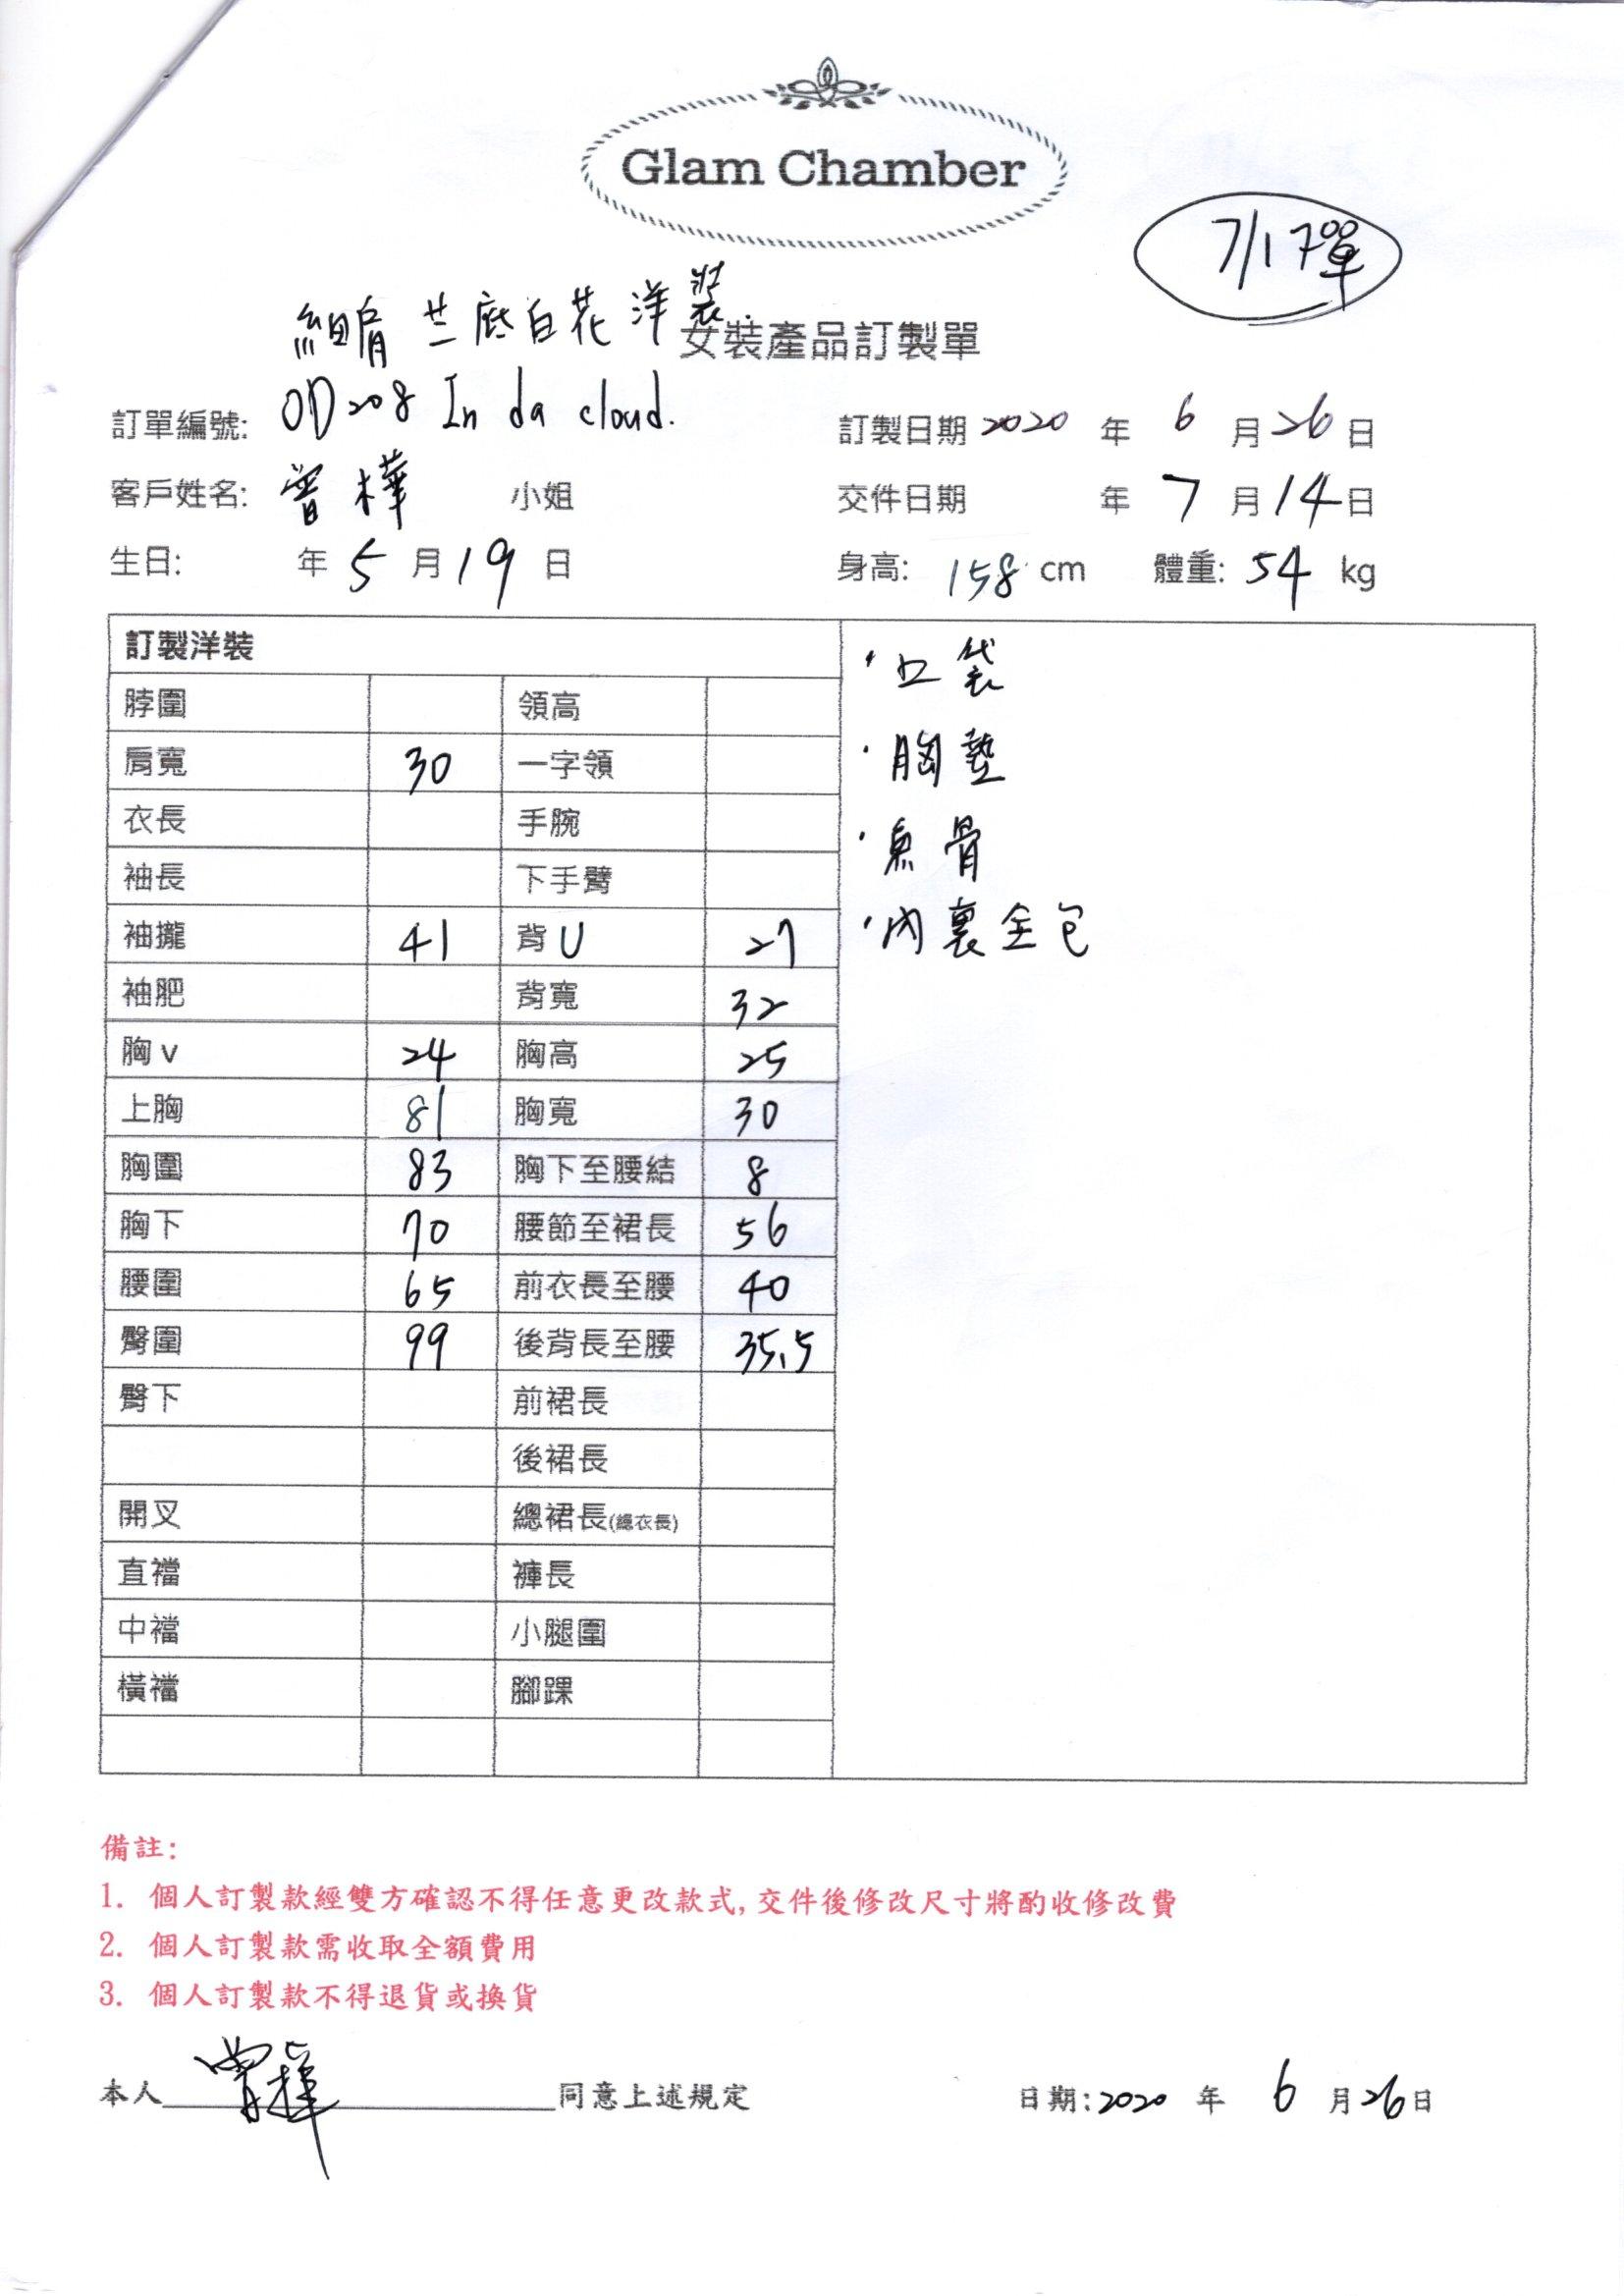 Glam Chamber
7/17單
細肩 兰底白花洋裝.
女裝產品訂製單
訂單編號: OD208 In da cloud.
訂製日期 2020 年 6 月 26 日
客戶姓名: 曾樺 小姐
交件日期 年 7 月 14 日
生日: 年 5 月 19 日
身高: 158 cm 體重: 54 kg
訂製洋裝
脖圍 領高
肩寬 30 一字領
衣長 手腕
袖長 下手臂
袖攏 41 背U 27
袖肥 背寬 32
胸v 24 胸高 25
上胸 81 胸寬 30
胸圍 83 胸下至腰結 8
胸下 70 腰節至裙長 56
腰圍 65 前衣長至腰 40
臀圍 99 後背長至腰 35.5
臀下 前裙長
後裙長
開叉 總裙長(總衣長)
直襠 褲長
中襠 小腿圍
橫襠 腳踝
袋
·胸墊
·魚骨
·內裏全包
備註:
1. 個人訂製款經雙方確認不得任意更改款式, 交件後修改尺寸將酌收修改費
2. 個人訂製款需收取全額費用
3. 個人訂製款不得退貨或換貨
本人 曾樺 同意上述規定
日期: 2020 年 6 月 26 日